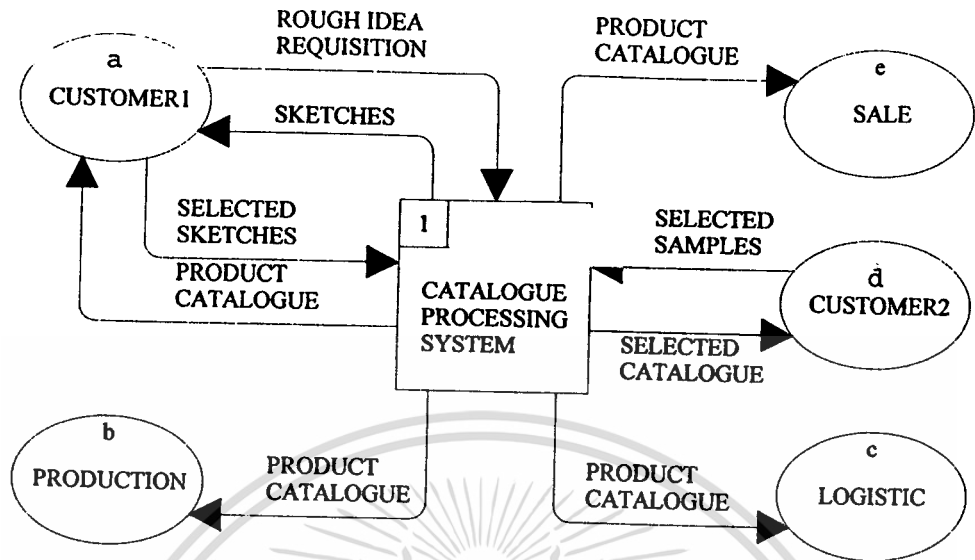 ROUGH IDEA
REQUISITION
PRODUCT
CATALOGUE
a
CUSTOMER1
e
SALE
SKETCHES
SELECTED
SKETCHES
PRODUCT
CATALOGUE
1
CATALOGUE
PROCESSING
SYSTEM
SELECTED
SAMPLES
d
CUSTOMER2
SELECTED
CATALOGUE
b
PRODUCTION
PRODUCT
CATALOGUE
PRODUCT
CATALOGUE
c
LOGISTIC